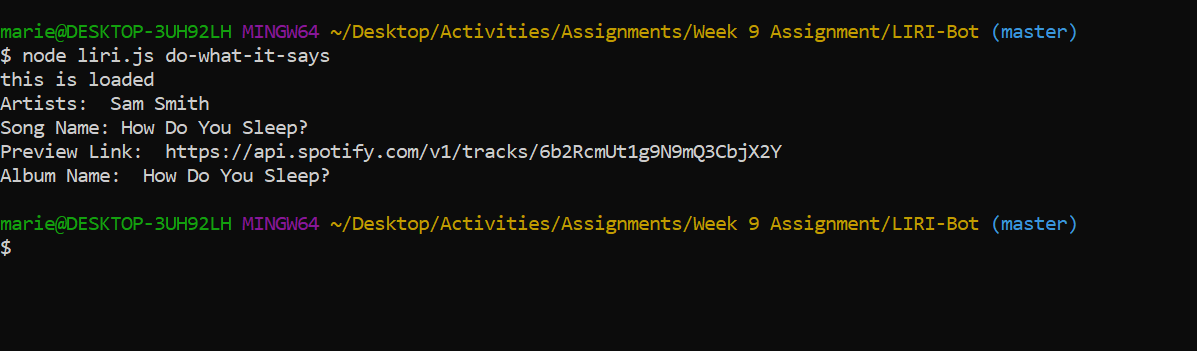 marie@DESKTOP-3UH92LH MINGW64 ~/Desktop/Activities/Assignments/Week 9 Assignment/LIRI-Bot (master)
$ node liri.js do-what-it-says
this is loaded
Artists:  Sam Smith
Song Name: How Do You Sleep?
Preview Link:  https://api.spotify.com/v1/tracks/6b2RcmUt1g9N9mQ3CbjX2Y
Album Name:  How Do You Sleep?
marie@DESKTOP-3UH92LH MINGW64 ~/Desktop/Activities/Assignments/Week 9 Assignment/LIRI-Bot (master)
$